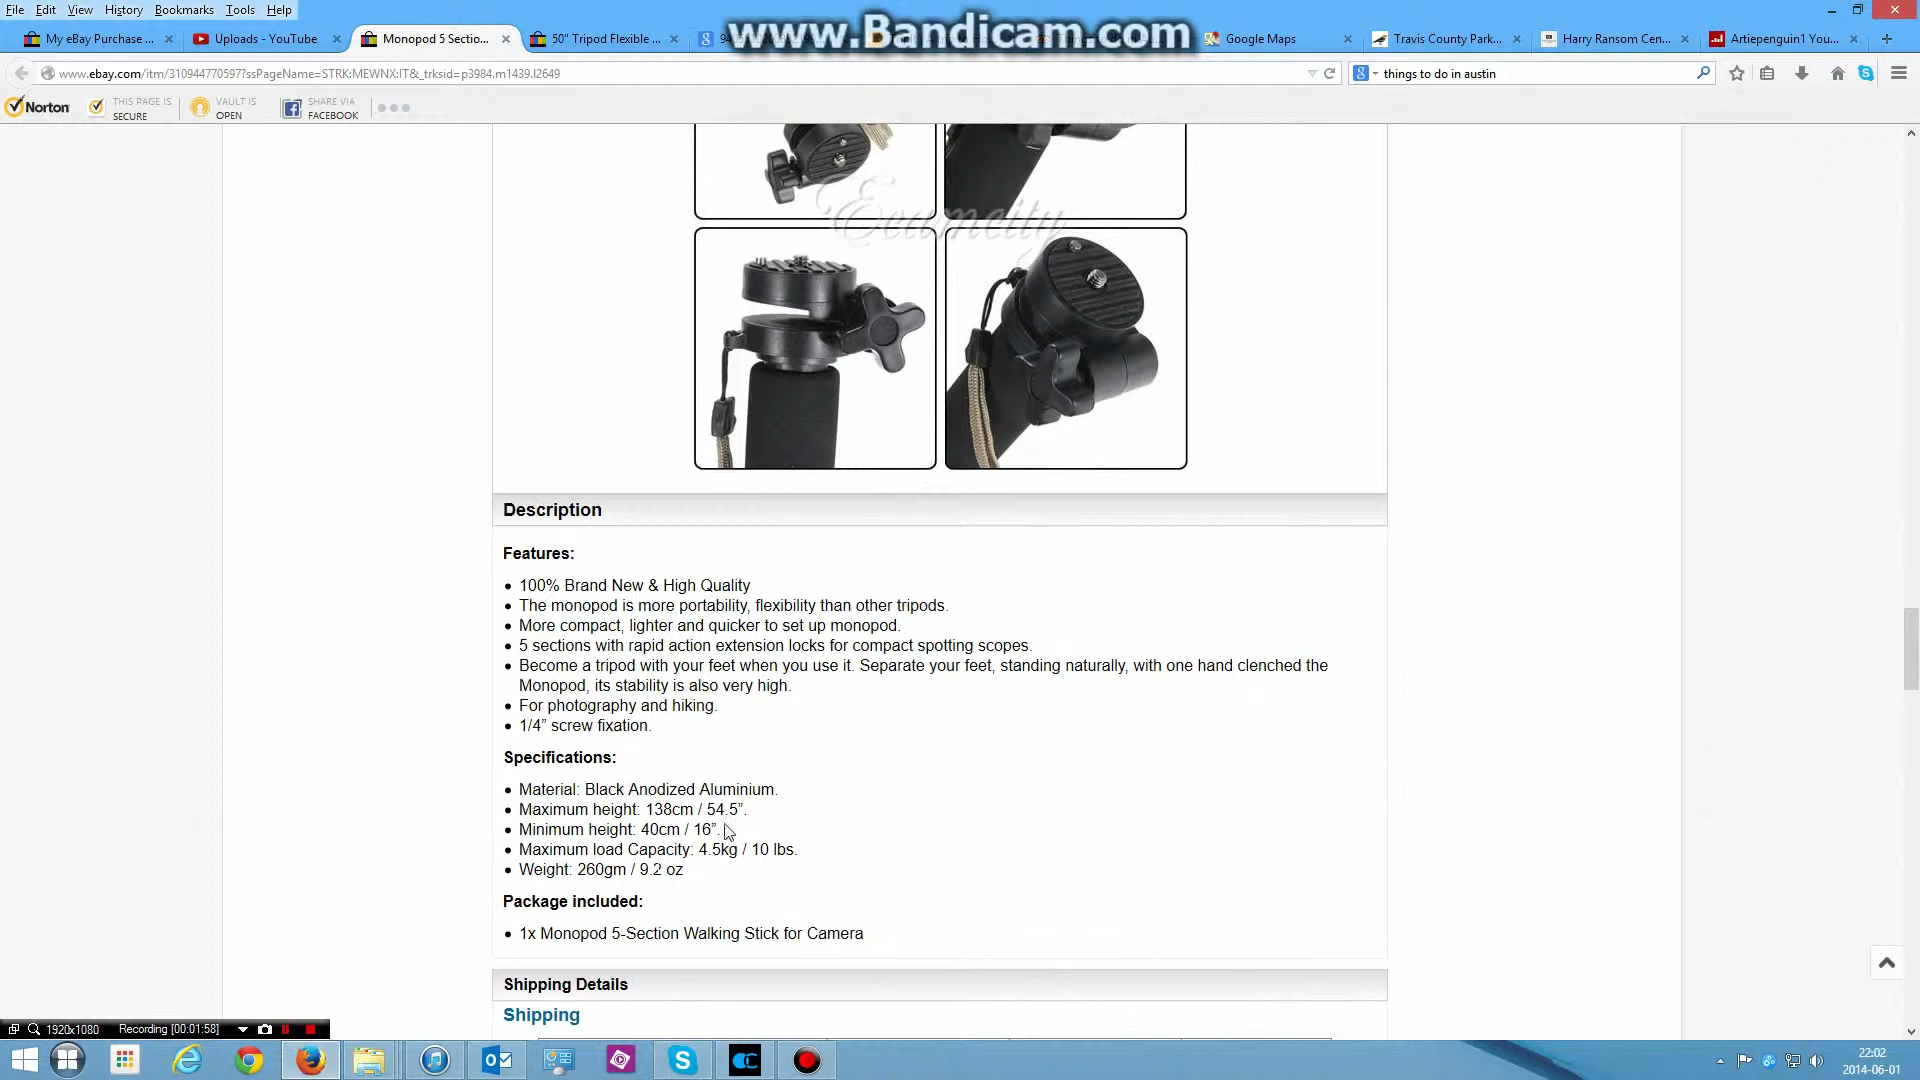 File Edit View History Bookmarks Tools Help
www.Bandicam.com
My eBay Purchase ...
Uploads - YouTube
Monopod 5 Sectio...
50" Tripod Flexible ...
Google Maps
Travis County Park...
Harry Ransom Cen...
Artiepenguin1 You...
www.ebay.com/itm/310944770597?ssPageName=STRK:MEWNX:IT&_trksid=p3984.m1439.l2649
things to do in austin
Norton
THIS PAGE IS
SECURE
VAULT IS
OPEN
SHARE VIA
FACEBOOK
Ecumcity
Description
Features:
100% Brand New & High Quality
The monopod is more portability, flexibility than other tripods.
More compact, lighter and quicker to set up monopod.
5 sections with rapid action extension locks for compact spotting scopes.
Become a tripod with your feet when you use it. Separate your feet, standing naturally, with one hand clenched the
Monopod, its stability is also very high.
For photography and hiking.
1/4” screw fixation.
Specifications:
Material: Black Anodized Aluminium.
Maximum height: 138cm / 54.5”.
Minimum height: 40cm / 16”.
Maximum load Capacity: 4.5kg / 10 lbs.
Weight: 260gm / 9.2 oz
Package included:
1x Monopod 5-Section Walking Stick for Camera
Shipping Details
Shipping
1920x1080 Recording [00:01:58]
22:02
2014-06-01